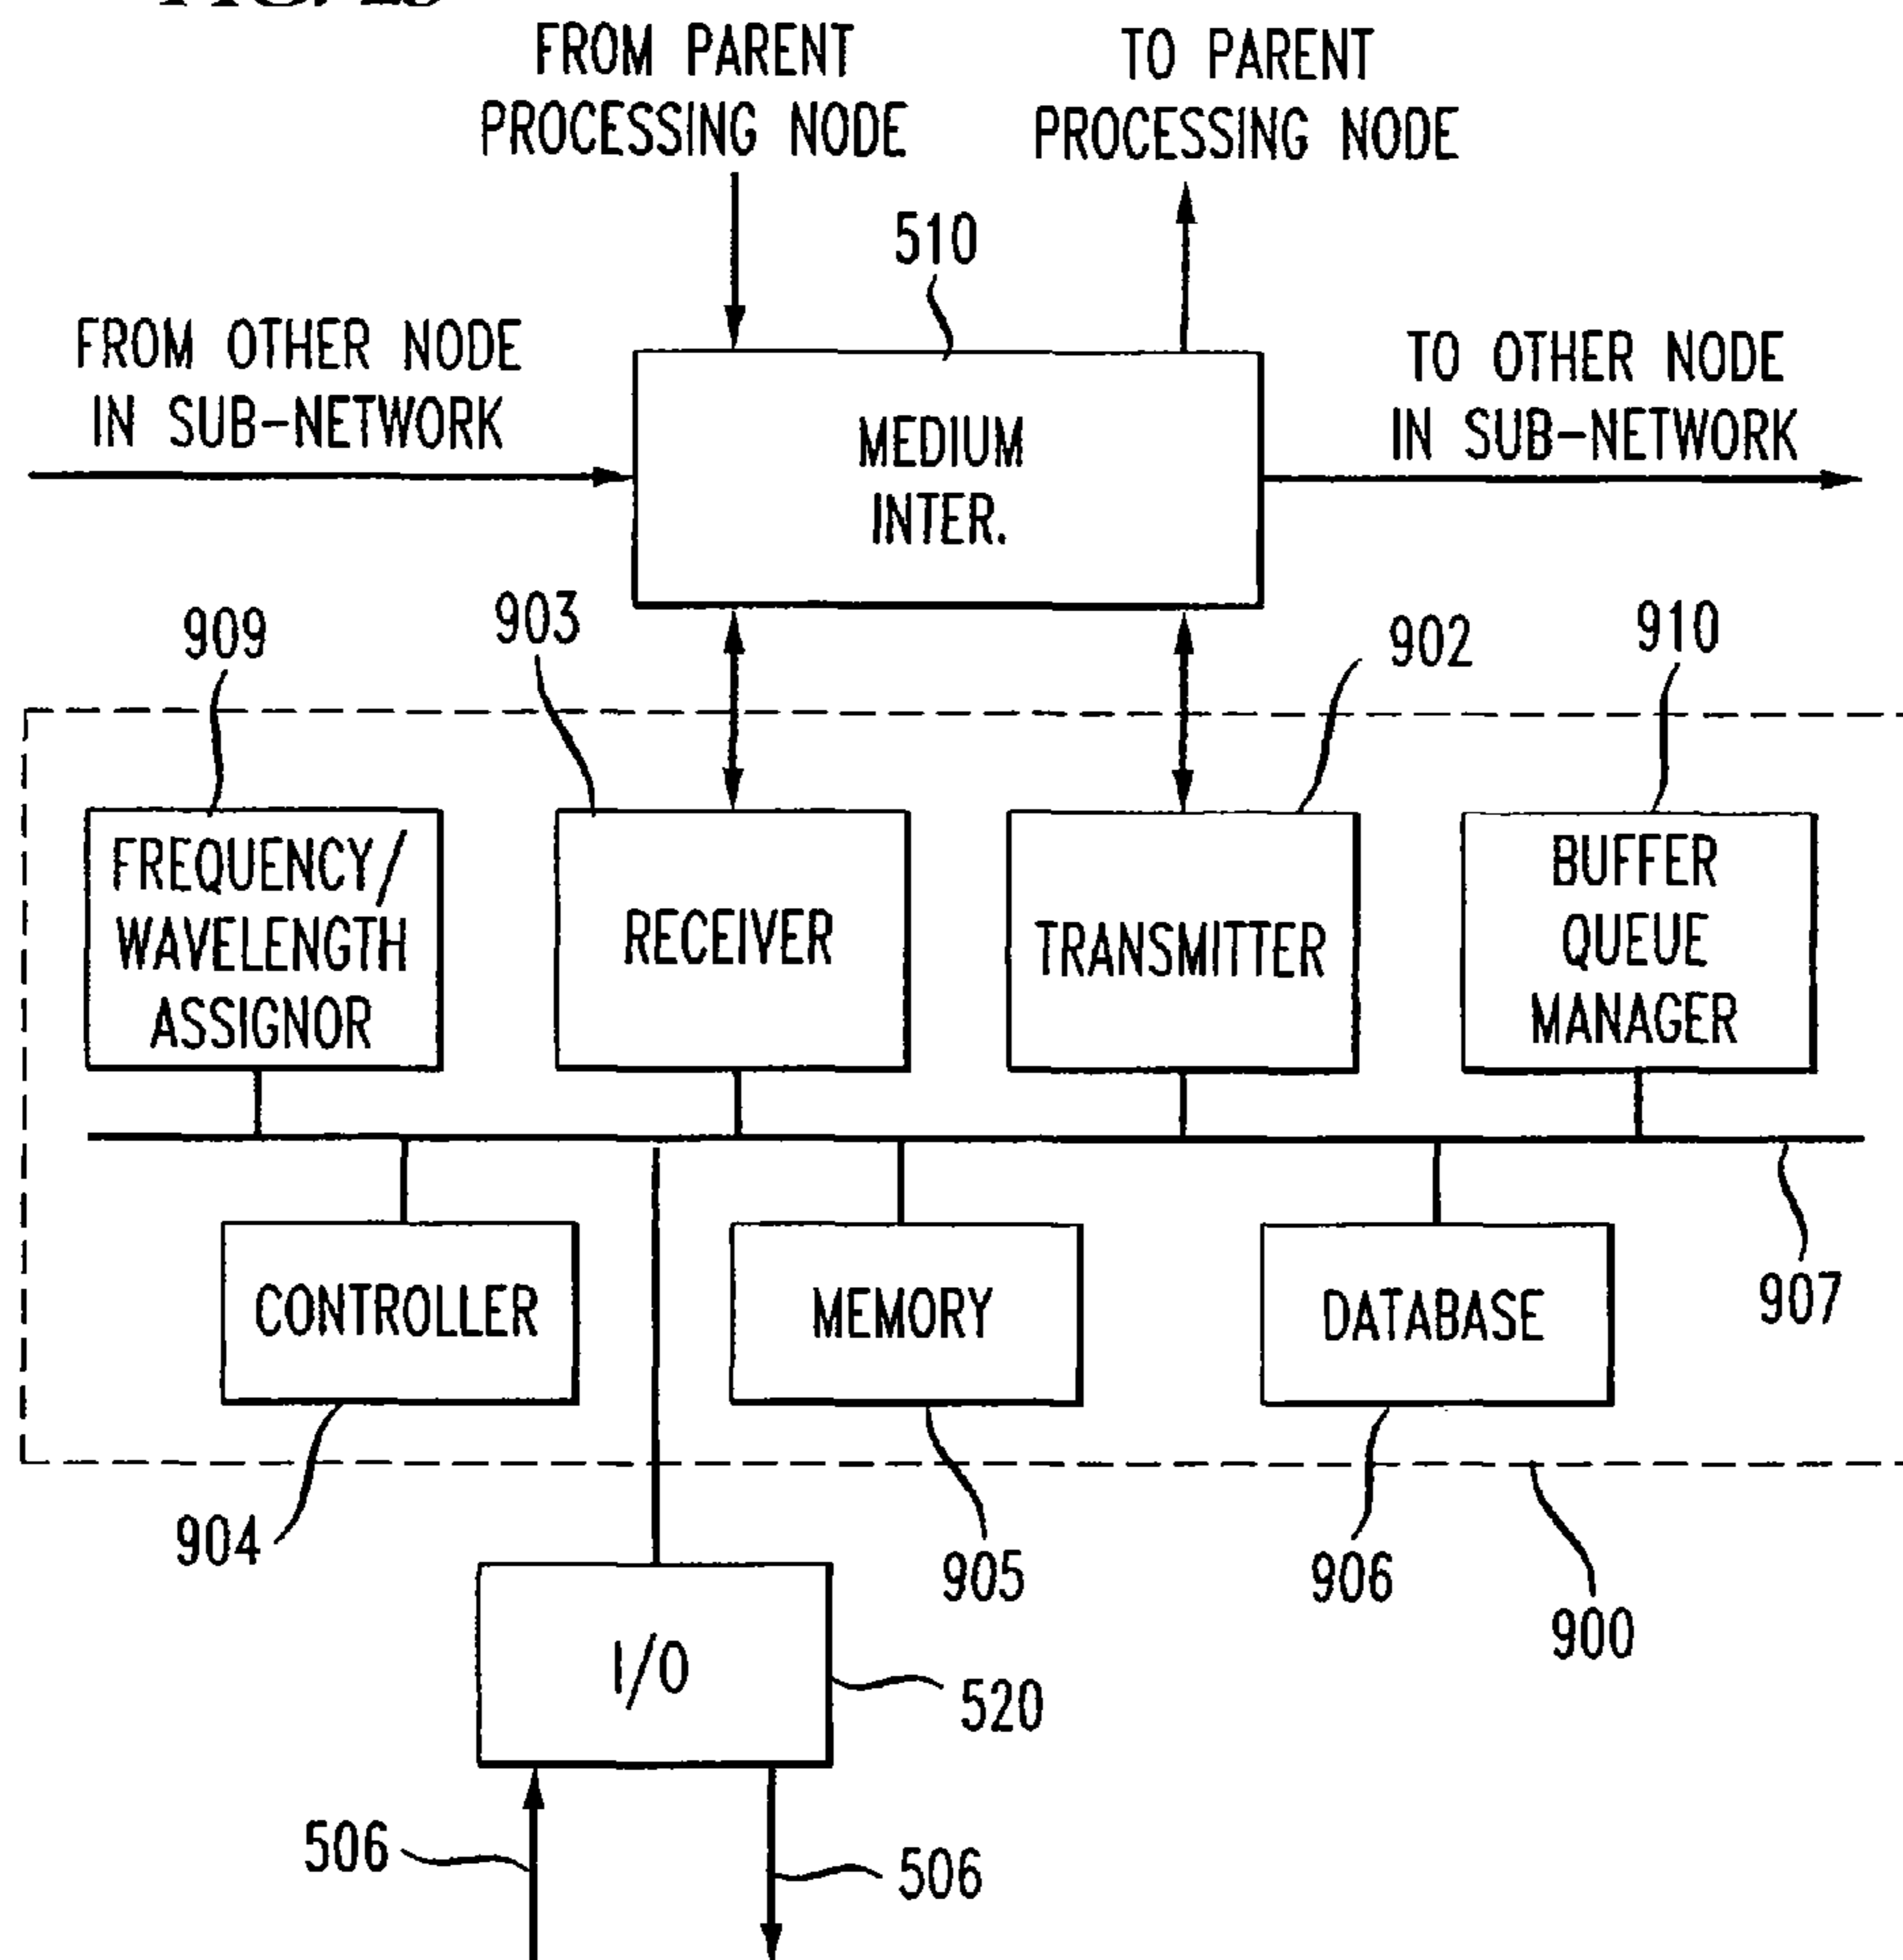 FROM PARENT
PROCESSING NODE
TO PARENT
PROCESSING NODE
510
FROM OTHER NODE
IN SUB-NETWORK
TO OTHER NODE
IN SUB-NETWORK
MEDIUM
INTER.
909
903
902
910
FREQUENCY/
WAVELENGTH
ASSIGNOR
RECEIVER
TRANSMITTER
BUFFER
QUEUE
MANAGER
CONTROLLER
MEMORY
DATABASE
907
904
905
906
900
I/O
520
506
506